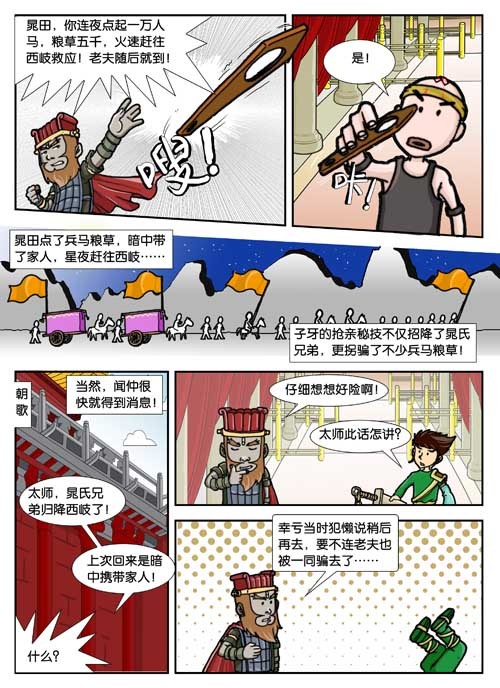 晁田，你连夜点起一万人
马，粮草五千，火速赶往
西岐救应！老夫随后就到！
嗖！
是！
咔！
晁田点了兵马粮草，暗中带
了家人，星夜赶往西岐……
子牙的抢亲秘技不仅招降了晁氏
兄弟，更拐骗了不少兵马粮草！
朝
歌
当然，闻仲很
快就得到消息！
太师，晁氏兄
弟归降西岐了！
上次回来是暗
中携带家人！
什么？
仔细想想好险啊！
太师此话怎讲？
幸亏当时犯懒说稍后
再去，要不连老夫也
被一同骗去了……